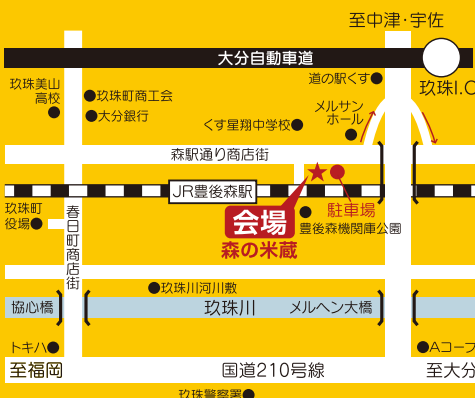 至中津・宇佐
大分自動車道
玖珠I.C
道の駅くす
玖珠美山
高校
玖珠町商工会
大分銀行
メルサン
ホール
くす星翔中学校
森駅通り商店街
JR豊後森駅
駐車場
会場
森の米蔵
豊後森機関庫公園
玖珠町
役場
春日町商店街
玖珠川河川敷
協心橋
玖珠川
メルヘン大橋
トキハ
Aコープ
至福岡
国道210号線
至大分
玖珠警察署